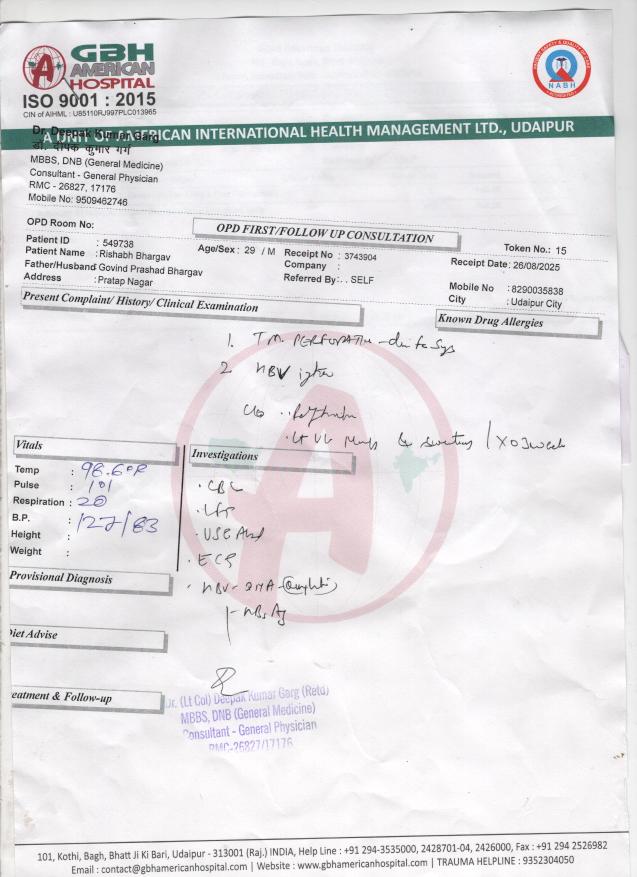 GBH
AMERICAN
HOSPITAL
ISO 9001 : 2015
CIN of AIHML : U85110RJ997PLC013965
NABH
A UNIT OF AMERICAN INTERNATIONAL HEALTH MANAGEMENT LTD., UDAIPUR
Dr. Deepak Kumar Garg
डॉ. दीपक कुमार गर्ग
MBBS, DNB (General Medicine)
Consultant - General Physician
RMC - 26827, 17176
Mobile No: 9509462746
OPD Room No:
OPD FIRST/FOLLOW UP CONSULTATION
Token No.: 15
Patient ID : 549738
Age/Sex : 29 / M
Receipt No : 3743904
Receipt Date: 26/08/2025
Patient Name : Rishabh Bhargav
Company :
Father/Husband Govind Prashad Bhargav
Referred By: . . SELF
Mobile No : 8290035838
Address : Pratap Nagar
City : Udaipur City
Present Complaint/ History/ Clinical Examination
Known Drug Allergies
1. T.M.
2 HBV
c/o
Vitals
Investigations
Temp : 98.6°F
Pulse : 101
Respiration : 20
B.P. : 127/83
Height :
Weight :
. CBC
. LFT
. USG Abd
. ECG
. HBV-DNA
HBsAg
Provisional Diagnosis
Diet Advise
eatment & Follow-up
Dr. (Lt Col) Deepak Kumar Garg (Retd)
MBBS, DNB (General Medicine)
Consultant - General Physician
RMC-26827/17176
101, Kothi, Bagh, Bhatt Ji Ki Bari, Udaipur - 313001 (Raj.) INDIA, Help Line : +91 294-3535000, 2428701-04, 2426000, Fax : +91 294 2526982
Email : contact@gbhamericanhospital.com | Website : www.gbhamericanhospital.com | TRAUMA HELPLINE : 9352304050